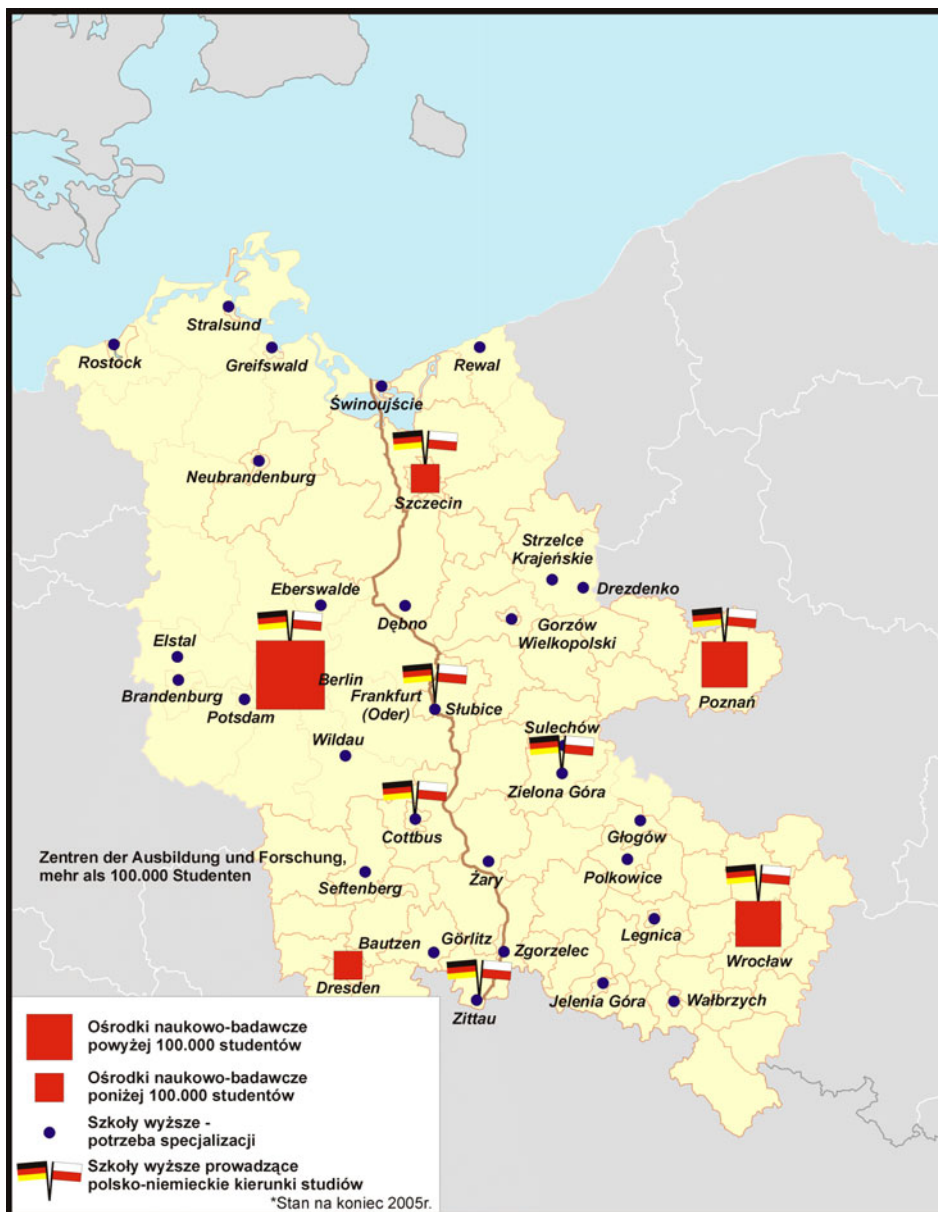 Stralsund
Rostock
Greifswald
Rewal
Świnoujście
Neubrandenburg
Szczecin
Strzelce
Krajeńskie
Eberswalde
Drezdenko
Dębno
Gorzów
Wielkopolski
Elstal
Berlin
Brandenburg
Frankfurt
(Oder)
Słubice
Poznań
Potsdam
Sulechów
Wildau
Zielona Góra
Cottbus
Głogów
Zentren der Ausbildung und Forschung,
mehr als 100.000 Studenten
Seftenberg
Żary
Polkowice
Legnica
Bautzen
Görlitz
Zgorzelec
Wrocław
Dresden
Zittau
Jelenia Góra
Wałbrzych
Ośrodki naukowo-badawcze
powyżej 100.000 studentów
Ośrodki naukowo-badawcze
poniżej 100.000 studentów
Szkoły wyższe -
potrzeba specjalizacji
Szkoły wyższe prowadzące
polsko-niemieckie kierunki studiów
*Stan na koniec 2005r.